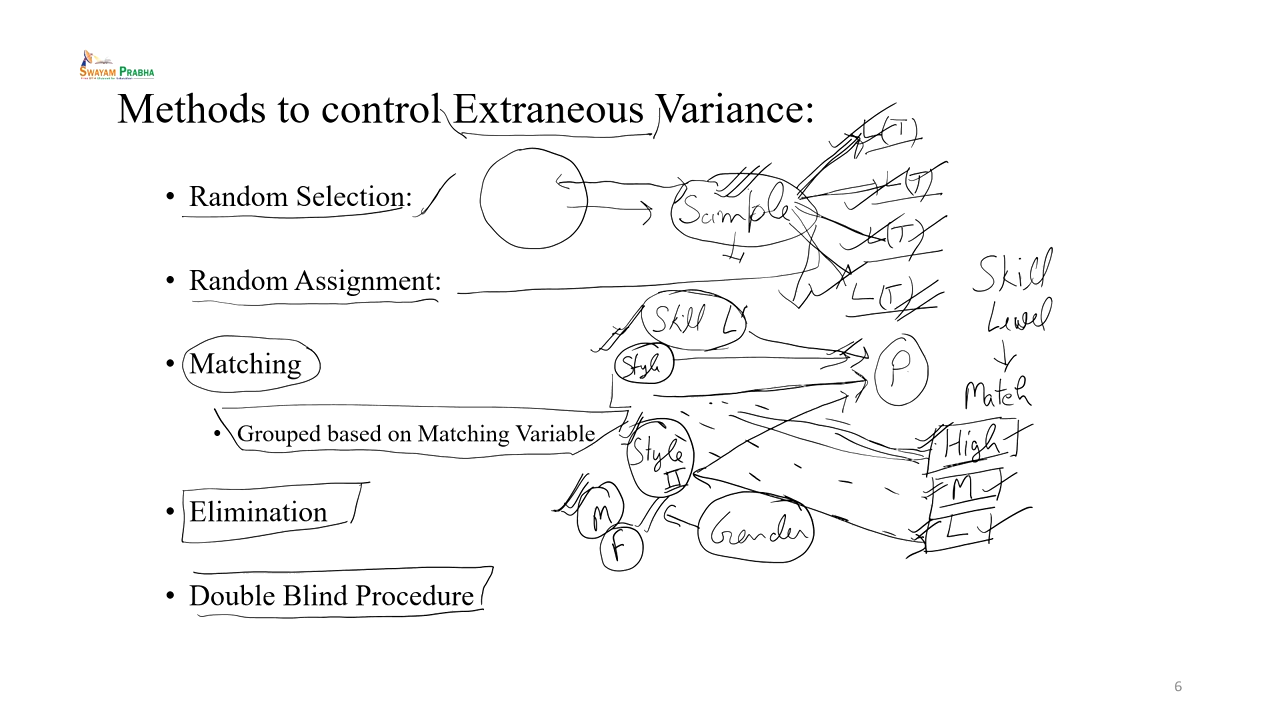 SWAYAM PRABHA
Methods to control Extraneous Variance:
• Random Selection:
Sample
L(T)
L(T)
L(T)
L(T)
• Random Assignment:
Skill
Level
Match
High
M
L
Skill L
Style
P
• Matching
• Grouped based on Matching Variable
Style
II
• Elimination
M
F
Gender
• Double Blind Procedure
6